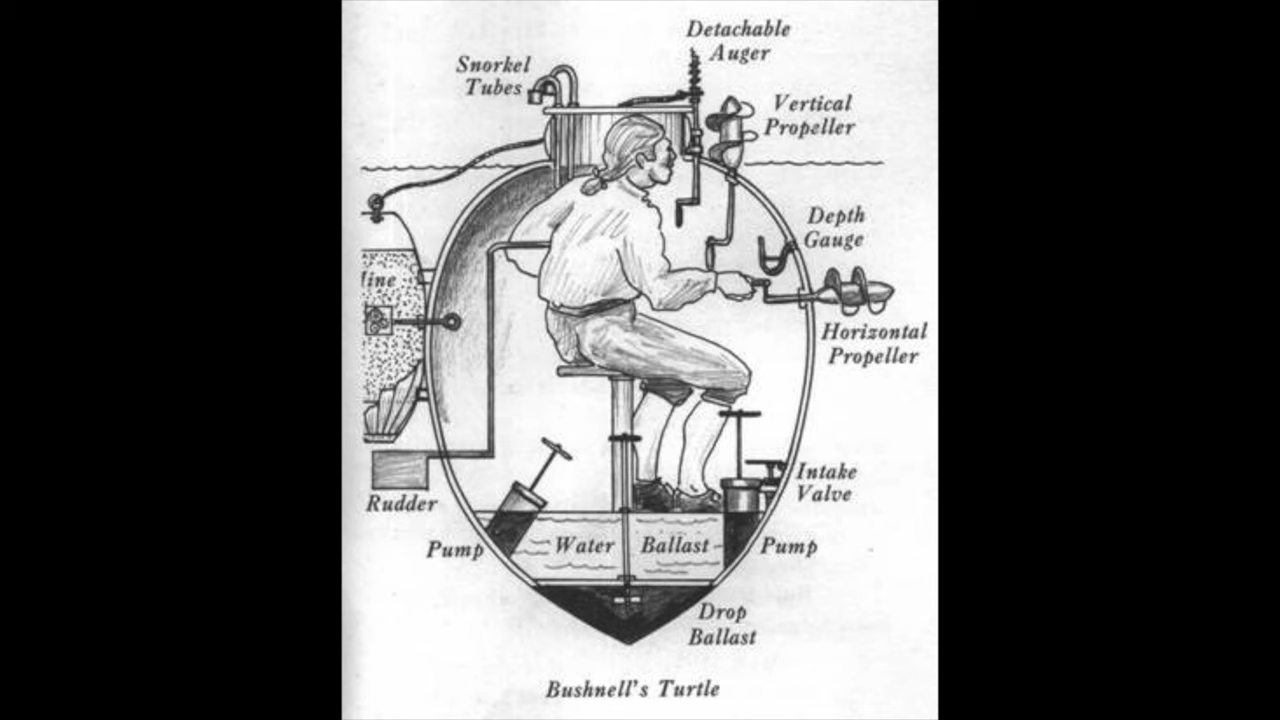 Detachable
Auger
Snorkel
Tubes
Vertical
Propeller
Depth
Gauge
ine
Horizontal
Propeller
Intake
Valve
Rudder
Pump
Water
Ballast
Pump
Drop
Ballast
Bushnell's Turtle